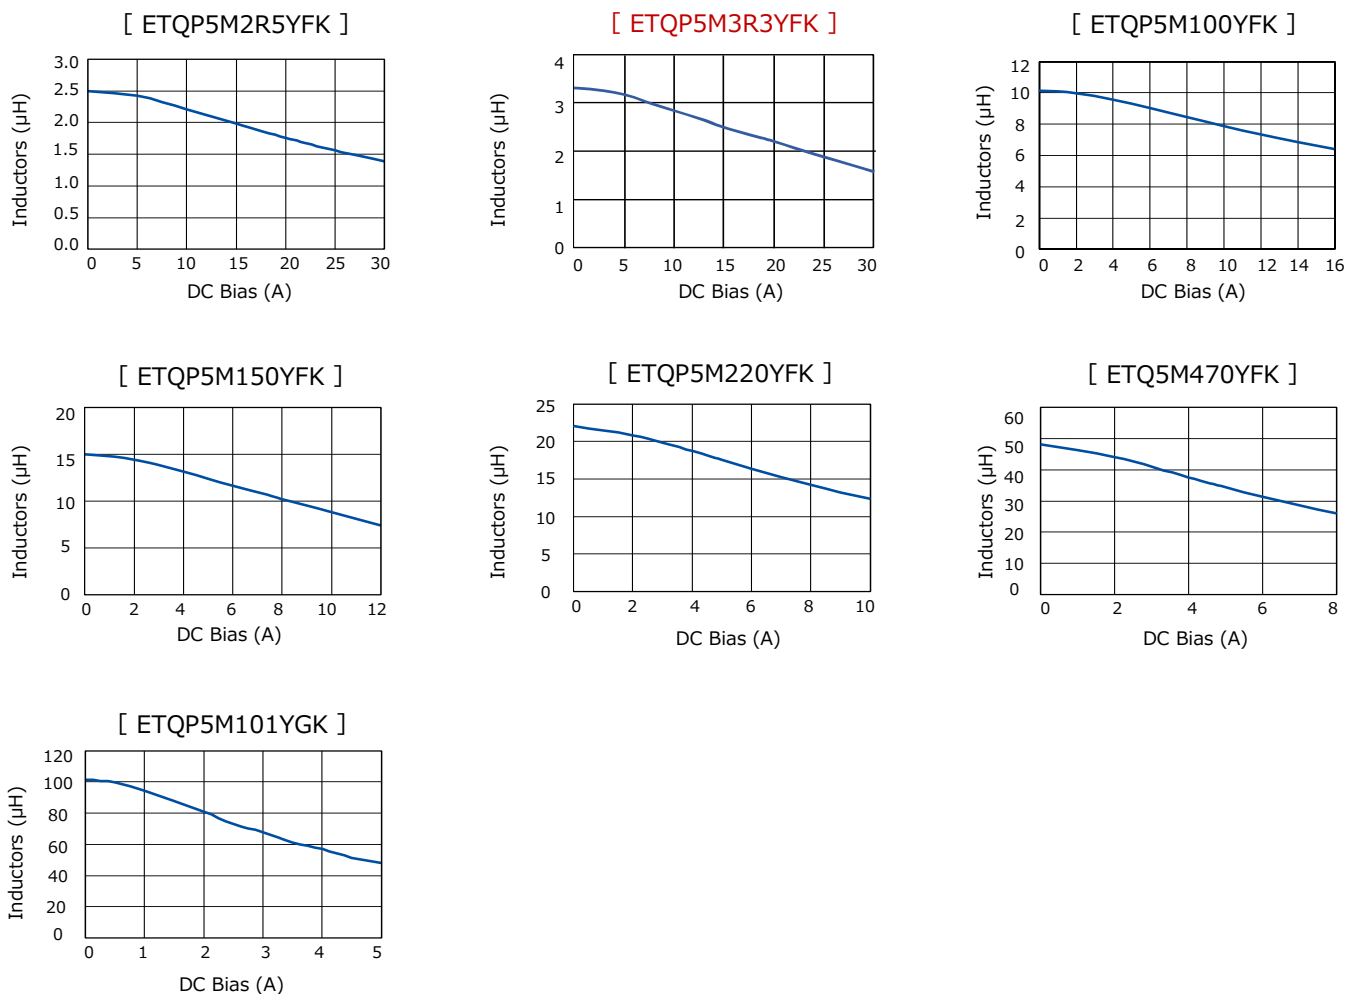 [ ETQP5M2R5YFK ]
Inductors (μH)
3.0
2.5
2.0
1.5
1.0
0.5
0.0
0 5 10 15 20 25 30
DC Bias (A)
[ ETQP5M3R3YFK ]
Inductors (μH)
4
3
2
1
0
0 5 10 15 20 25 30
DC Bias (A)
[ ETQP5M100YFK ]
Inductors (μH)
12
10
8
6
4
2
0
0 2 4 6 8 10 12 14 16
DC Bias (A)
[ ETQP5M150YFK ]
Inductors (μH)
20
15
10
5
0
0 2 4 6 8 10 12
DC Bias (A)
[ ETQP5M220YFK ]
Inductors (μH)
25
20
15
10
5
0
0 2 4 6 8 10
DC Bias (A)
[ ETQ5M470YFK ]
Inductors (μH)
60
50
40
30
20
10
0
0 2 4 6 8
DC Bias (A)
[ ETQP5M101YGK ]
Inductors (μH)
120
100
80
60
40
20
0
0 1 2 3 4 5
DC Bias (A)